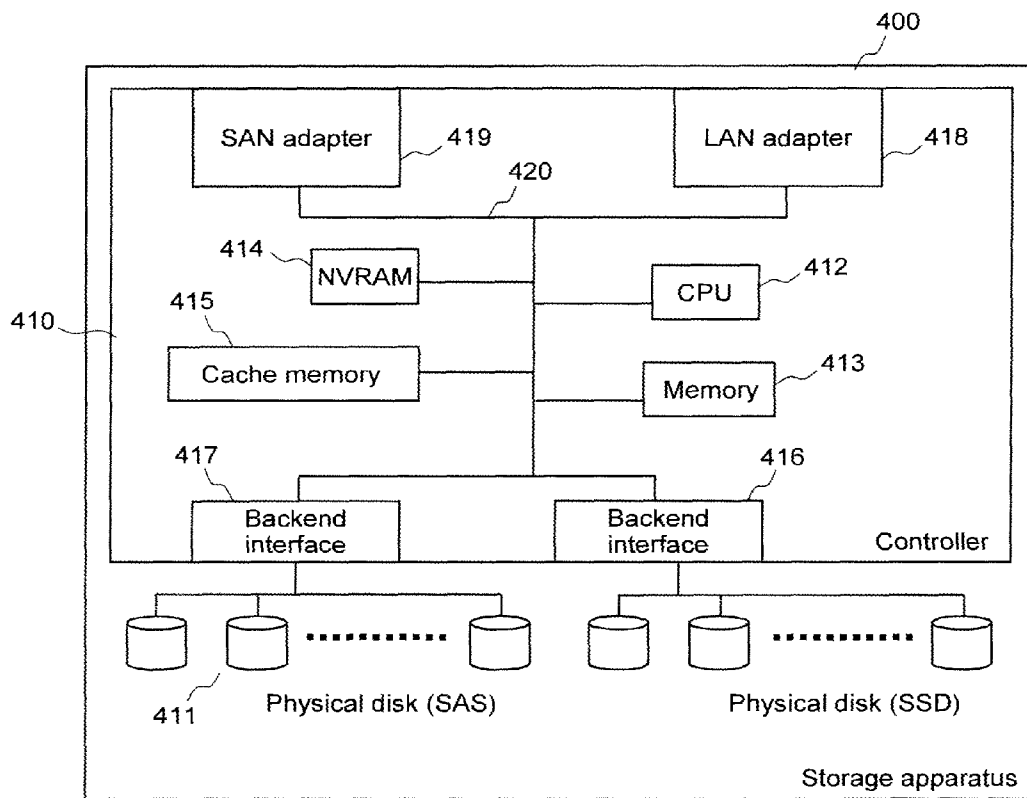 400
SAN adapter
419
LAN adapter
418
420
414
NVRAM
412
CPU
415
410
Cache memory
413
Memory
417
416
Backend
interface
Backend
interface
Controller
411
Physical disk (SAS)
Physical disk (SSD)
Storage apparatus